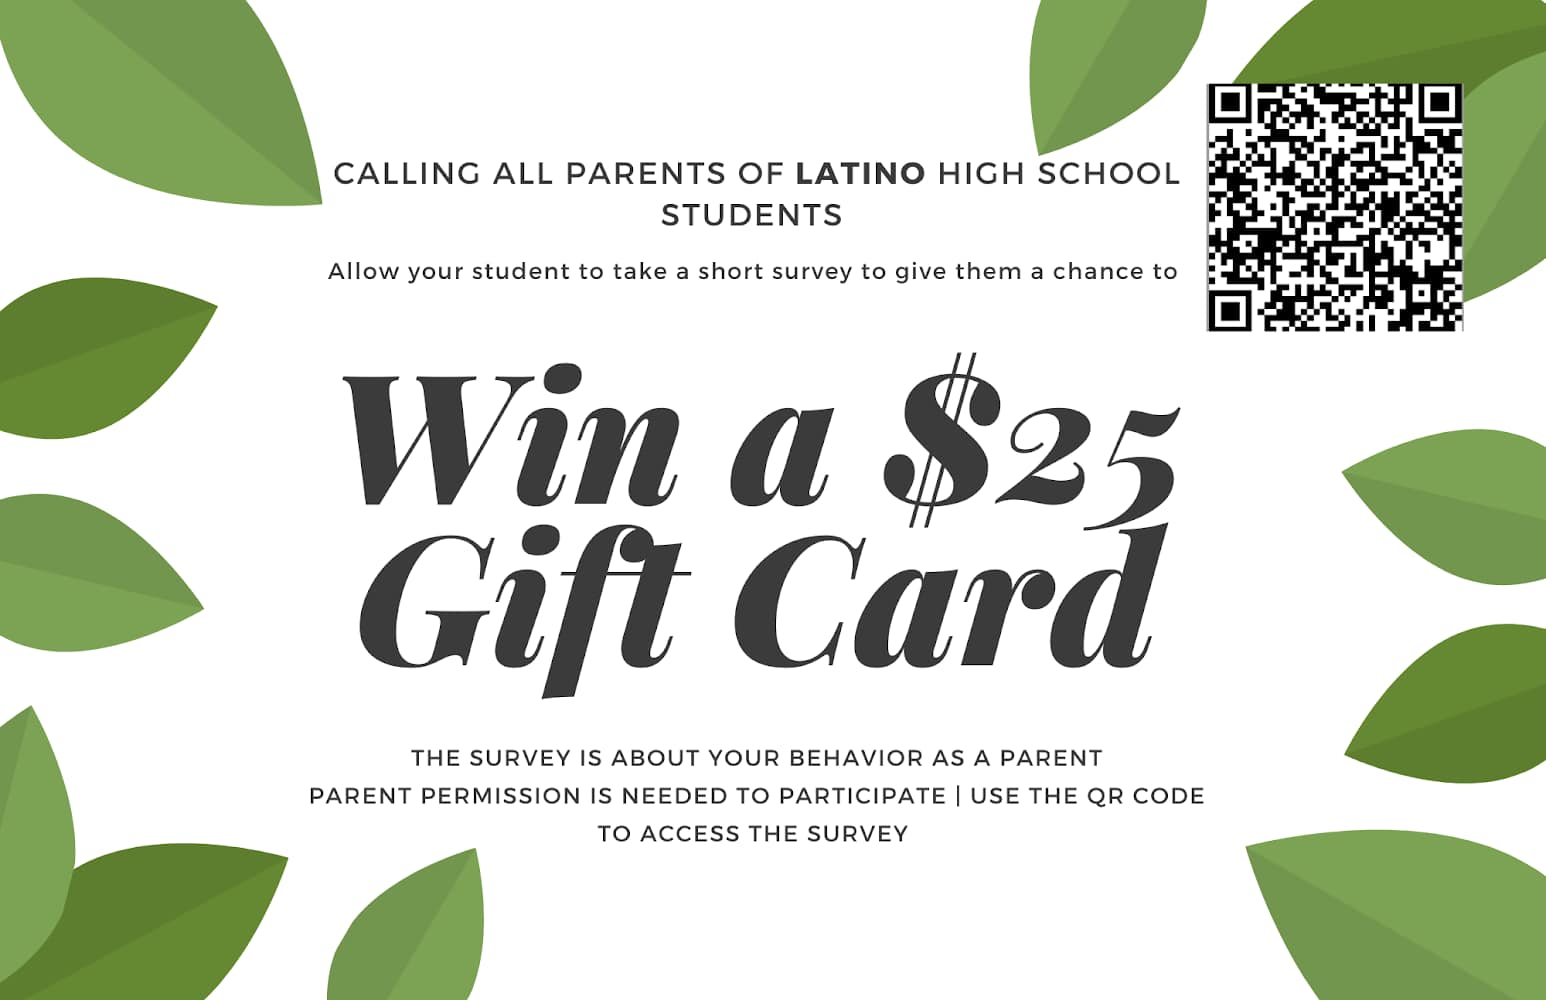 CALLING ALL PARENTS OF LATINO HIGH SCHOOL
STUDENTS
Allow your student to take a short survey to give them a chance to
Win a $25
Gift Card
THE SURVEY IS ABOUT YOUR BEHAVIOR AS A PARENT
PARENT PERMISSION IS NEEDED TO PARTICIPATE | USE THE QR CODE
TO ACCESS THE SURVEY